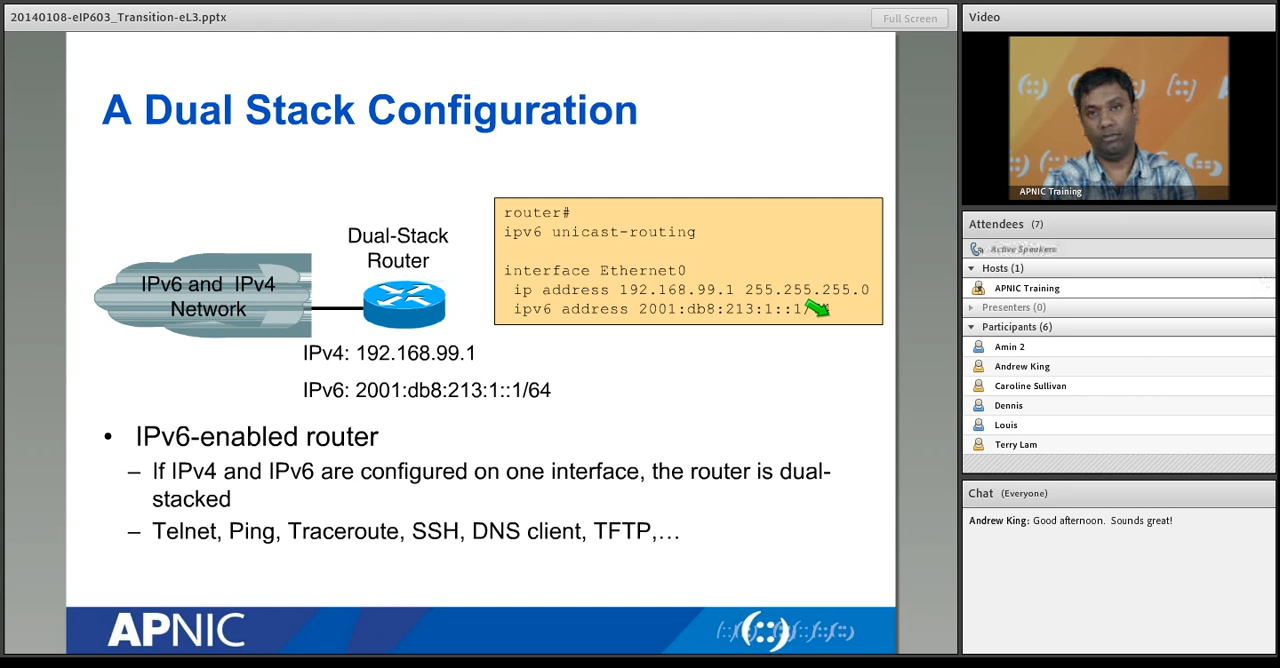 20140108-eIP603_Transition-eL3.pptx
Full Screen
A Dual Stack Configuration
IPv6 and IPv4
Network
Dual-Stack
Router
IPv4: 192.168.99.1
IPv6: 2001:db8:213:1::1/64
router#
ipv6 unicast-routing
interface Ethernet0
ip address 192.168.99.1 255.255.255.0
ipv6 address 2001:db8:213:1::1/
• IPv6-enabled router
– If IPv4 and IPv6 are configured on one interface, the router is dual-
stacked
– Telnet, Ping, Traceroute, SSH, DNS client, TFTP,…
APNIC
Video
APNIC Training
Attendees (7)
Active Speakers
Hosts (1)
APNIC Training
Presenters (0)
Participants (6)
Amin 2
Andrew King
Caroline Sullivan
Dennis
Louis
Terry Lam
Chat (Everyone)
Andrew King: Good afternoon. Sounds great!